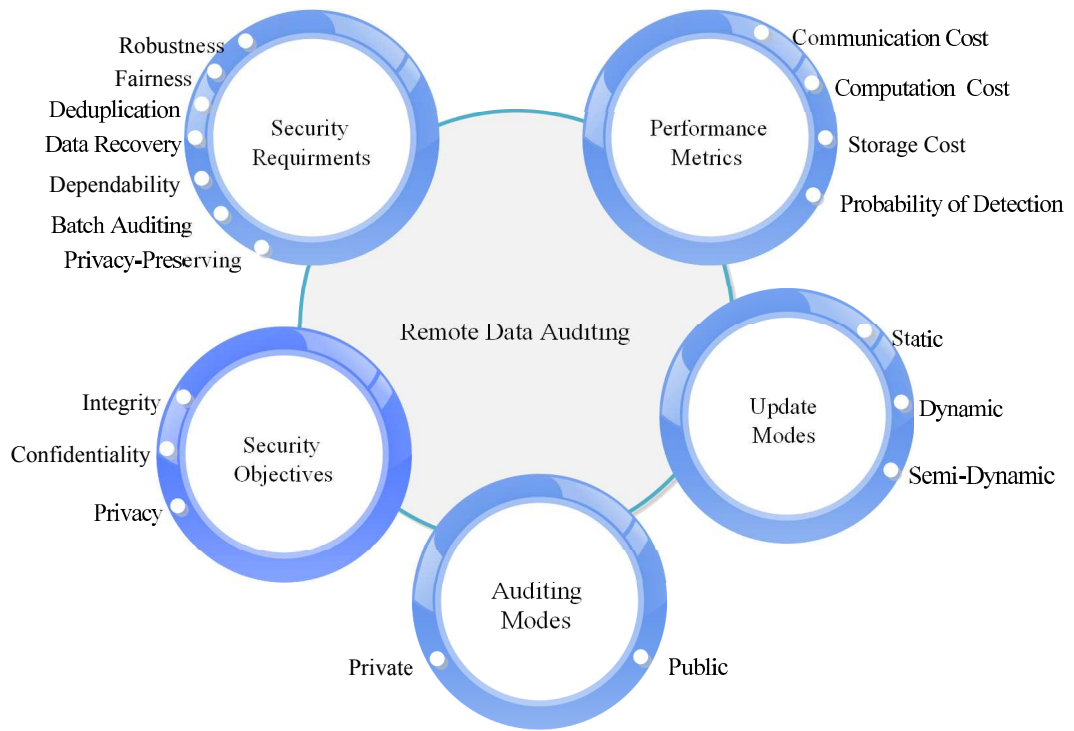 Robustness
Fairness
Deduplication
Data Recovery
Dependability
Batch Auditing
Privacy-Preserving
Security
Requirments
Performance
Metrics
Communication Cost
Computation Cost
Storage Cost
Probability of Detection
Remote Data Auditing
Integrity
Confidentiality
Privacy
Security
Objectives
Update
Modes
Static
Dynamic
Semi-Dynamic
Auditing
Modes
Private
Public